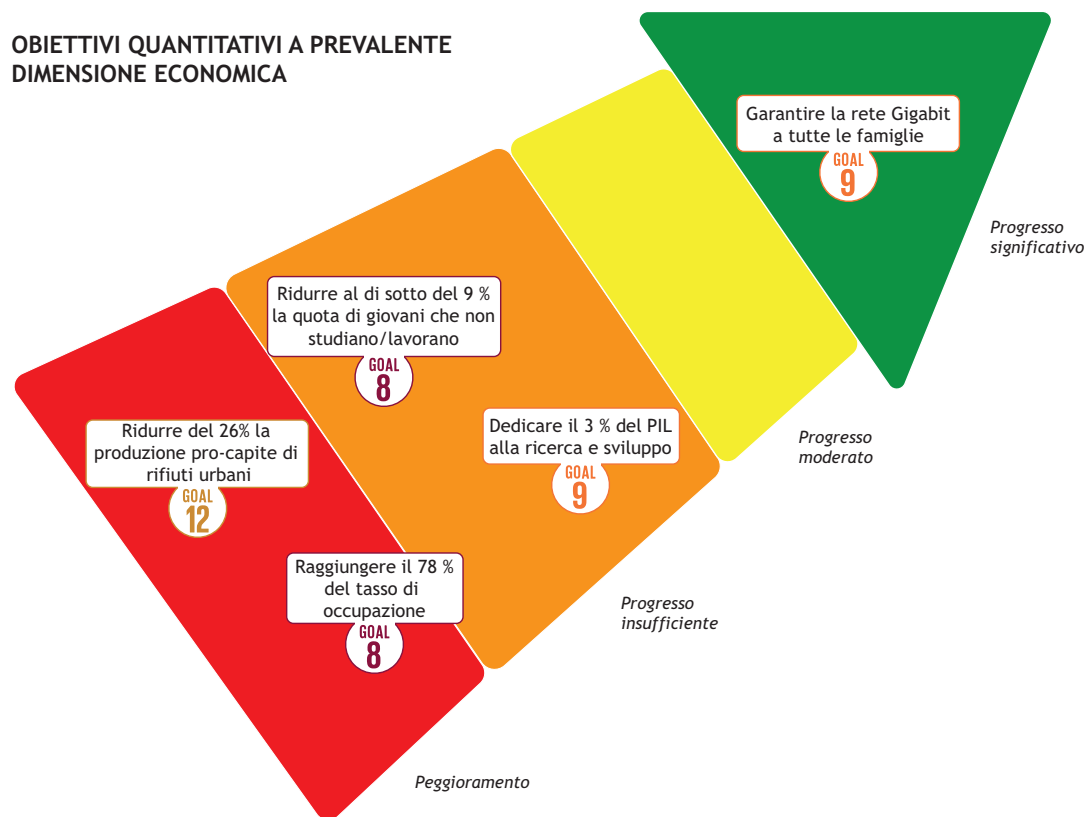 OBIETTIVI QUANTITATIVI A PREVALENTE
DIMENSIONE ECONOMICA
Garantire la rete Gigabit
a tutte le famiglie
GOAL
9
Progresso
significativo
Ridurre al di sotto del 9 %
la quota di giovani che non
studiano/lavorano
GOAL
8
Dedicare il 3 % del PIL
alla ricerca e sviluppo
GOAL
9
Progresso
moderato
Ridurre del 26% la
produzione pro-capite di
rifiuti urbani
GOAL
12
Raggiungere il 78 %
del tasso di
occupazione
GOAL
8
Progresso
insufficiente
Peggioramento